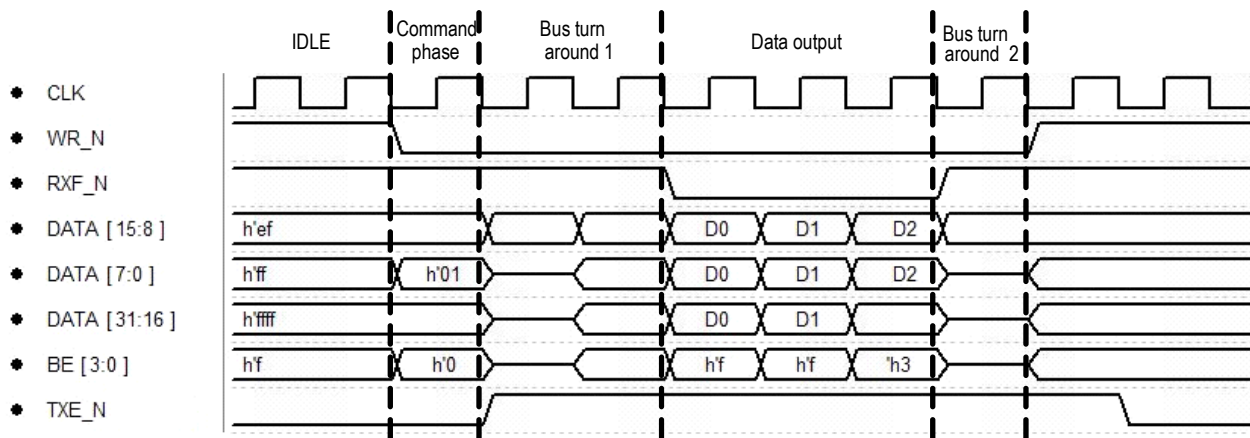 IDLE
Command
phase
Bus turn
around 1
Data output
Bus turn
around 2
CLK
WR_N
RXF_N
DATA [ 15:8 ] h'ef D0 D1 D2
DATA [7:0] h'ff h'01 D0 D1 D2
DATA [31:16 ] h'ffff D0 D1
BE [ 3:0 ] h'f h'0 h'f h'f 'h3
TXE_N